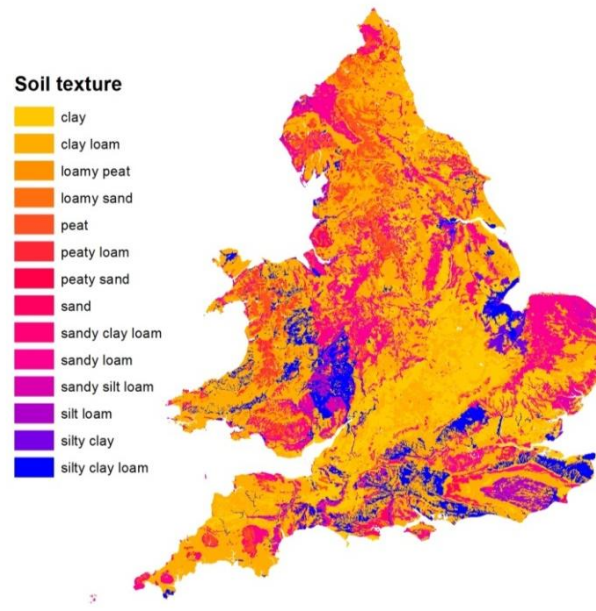 Soil texture
clay
clay loam
loamy peat
loamy sand
peat
peaty loam
peaty sand
sand
sandy clay loam
sandy loam
sandy silt loam
silt loam
silty clay
silty clay loam